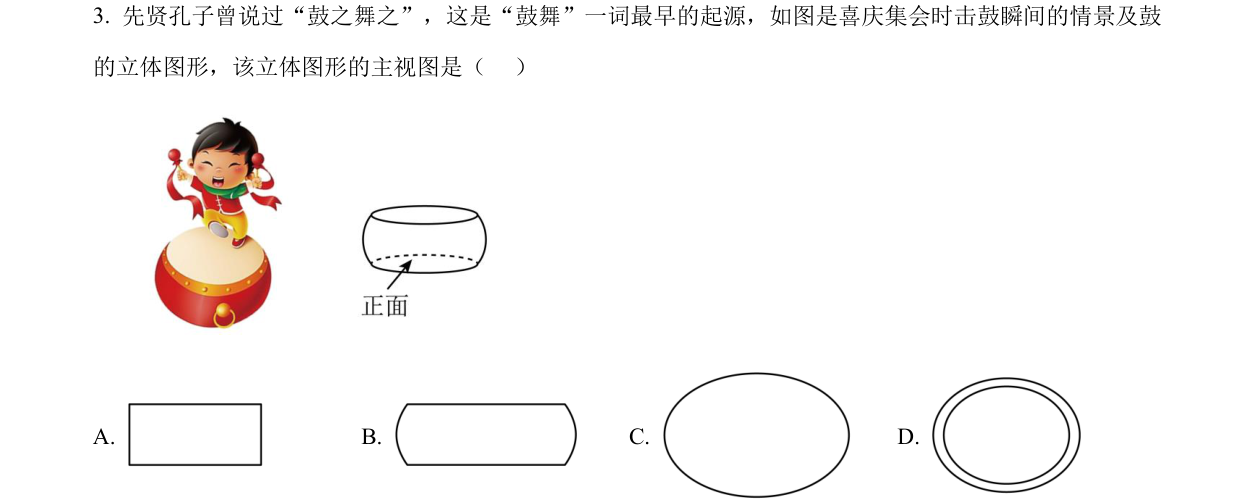 3. 先贤孔子曾说过“鼓之舞之”，这是“鼓舞”一词最早的起源，如图是喜庆集会时击鼓瞬间的情景及鼓
的立体图形，该立体图形的主视图是（　）
正面
A. B. C. D.